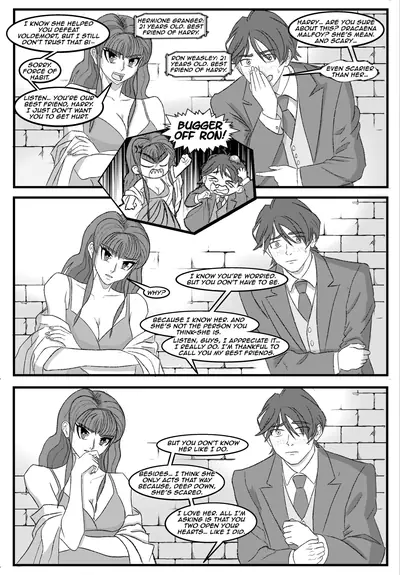 I KNOW SHE HELPED
YOU DEFEAT
VOLDEMORT, BUT I STILL
DON'T TRUST THAT BI-
SORRY.
FORCE OF
HABIT.
LISTEN... YOU'RE OUR
BEST FRIEND, HARRY.
I JUST DON'T
WANT YOU TO
GET HURT.
HERMIONE GRANGER:
21 YEARS OLD. BEST
FRIEND OF HARRY.
RON WEASLEY: 21
YEARS OLD. BEST
FRIEND OF HARRY.
HARRY... ARE YOU SURE
ABOUT THIS? DRACAENA
MALFOY? SHE'S MEAN.
AND SCARY...
EVEN SCARIER
THAN HER...
BUGGER
OFF RON!
I KNOW YOU'RE WORRIED.
BUT YOU DON'T HAVE TO BE.
WHY?
BECAUSE I KNOW HER. AND
SHE'S NOT THE PERSON YOU
THINK SHE IS.
LISTEN, GUYS, I APPRECIATE IT...
I REALLY DO. I'M THANKFUL TO
CALL YOU MY BEST FRIENDS.
BUT YOU DON'T KNOW
HER LIKE I DO.
BESIDES... I THINK SHE
ONLY ACTS THAT WAY
BECAUSE, DEEP DOWN,
SHE'S SCARED.
I LOVE HER. ALL I'M
ASKING IS THAT YOU
TWO OPEN YOUR
HEARTS... LIKE I DID.